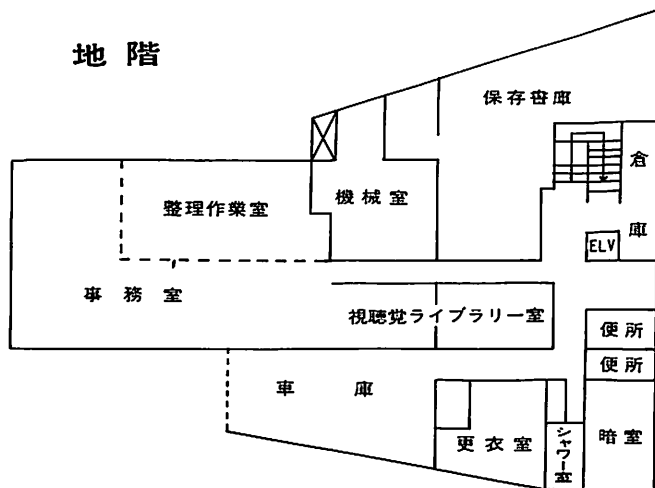 地階
保存書庫
倉庫
整理作業室
機械室
ELV
事務室
視聴覚ライブラリー室
便所
便所
車庫
更衣室
シャワー室
暗室